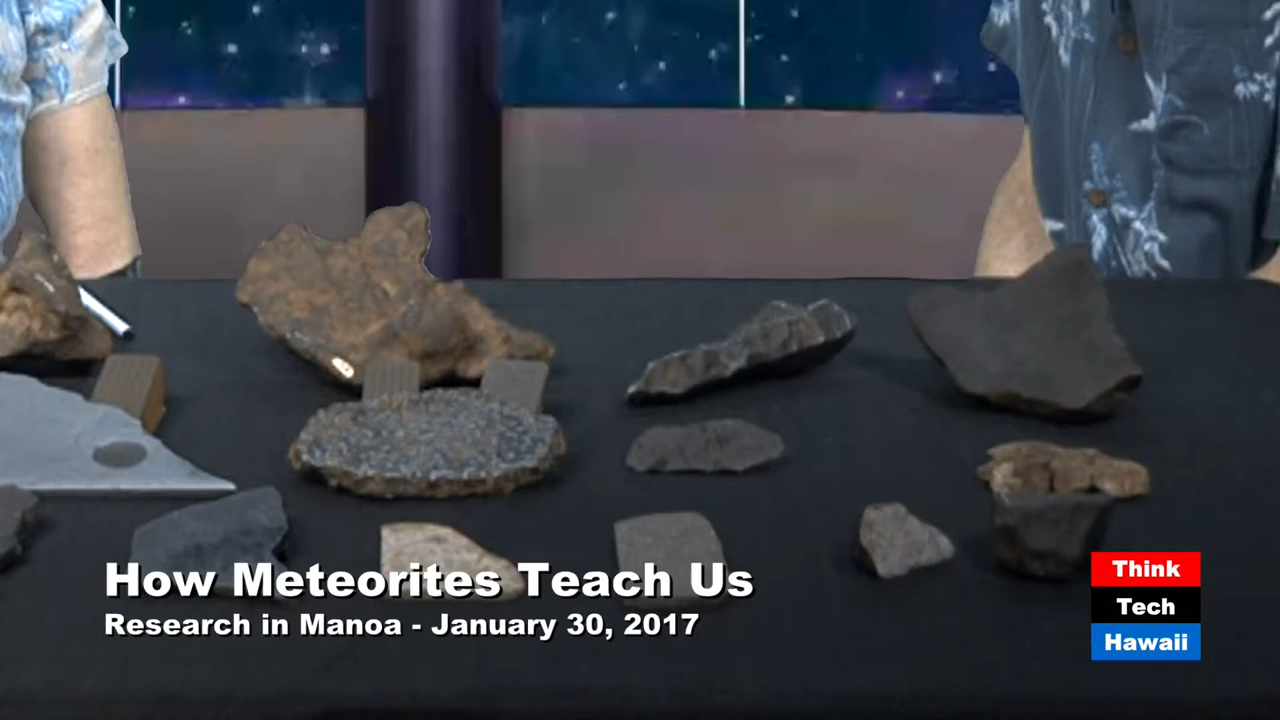 How Meteorites Teach Us
Research in Manoa - January 30, 2017
Think
Tech
Hawaii